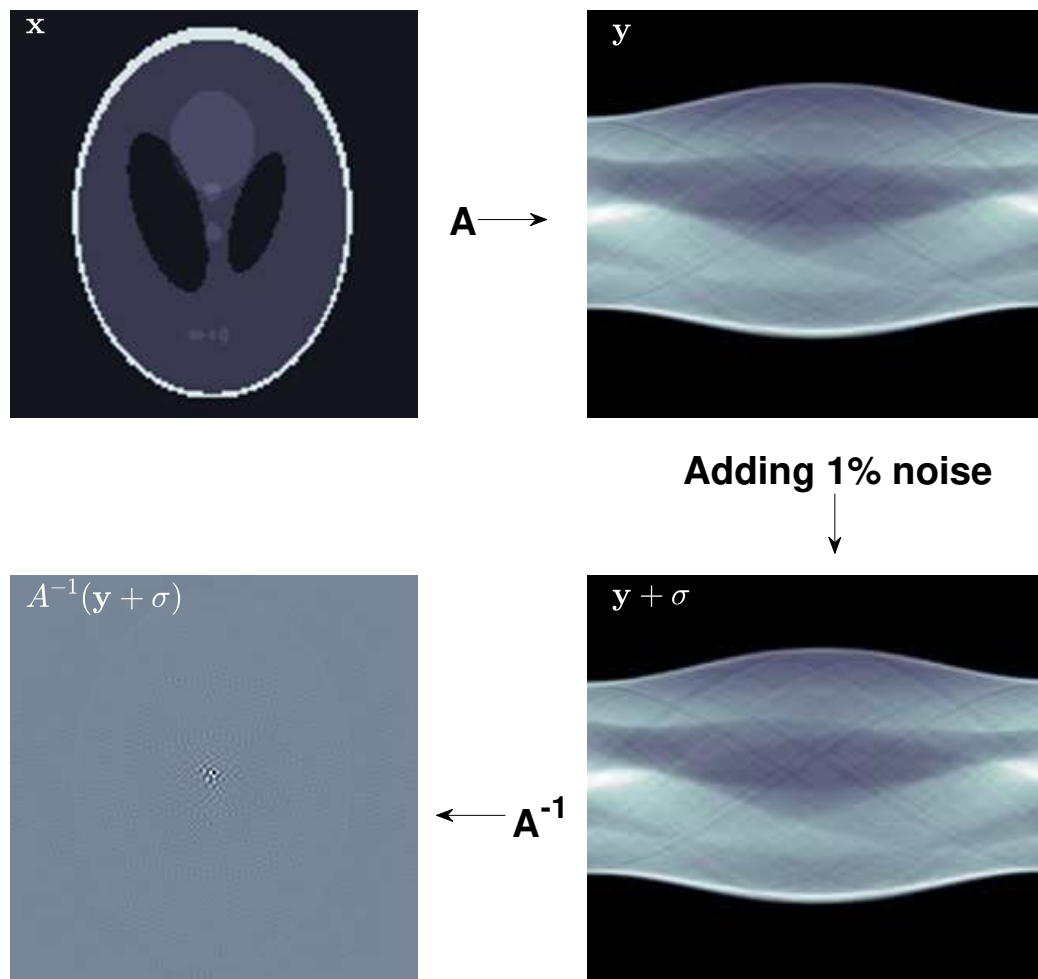 x
y
A
Adding 1% noise
A⁻¹(y + σ)
y + σ
A⁻¹